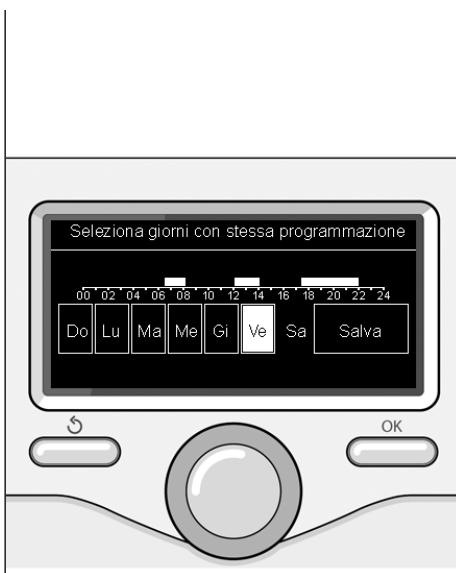 Seleziona giorni con stessa programmazione
00 02 04 06 08 10 12 14 16 18 20 22 24
Do Lu Ma Me Gi Ve Sa Salva
OK